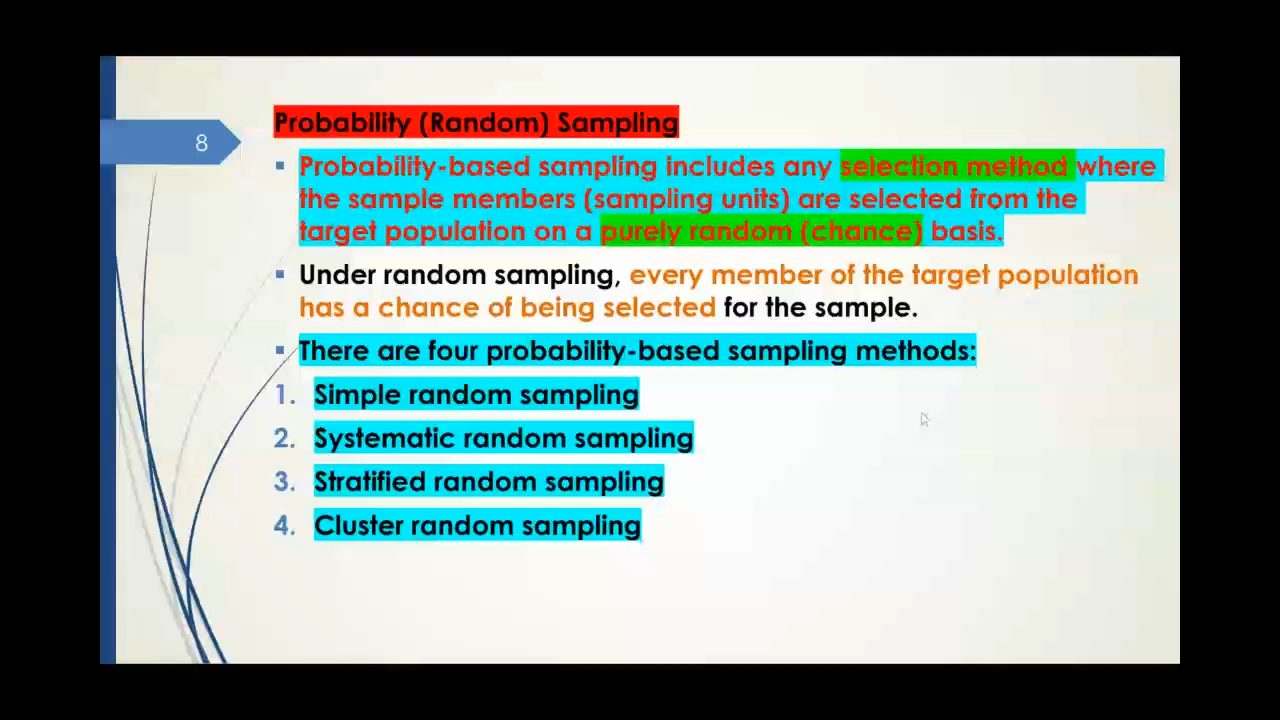 8
Probability (Random) Sampling
▪ Probability-based sampling includes any selection method where
the sample members (sampling units) are selected from the
target population on a purely random (chance) basis.
▪ Under random sampling, every member of the target population
has a chance of being selected for the sample.
▪ There are four probability-based sampling methods:
1. Simple random sampling
2. Systematic random sampling
3. Stratified random sampling
4. Cluster random sampling